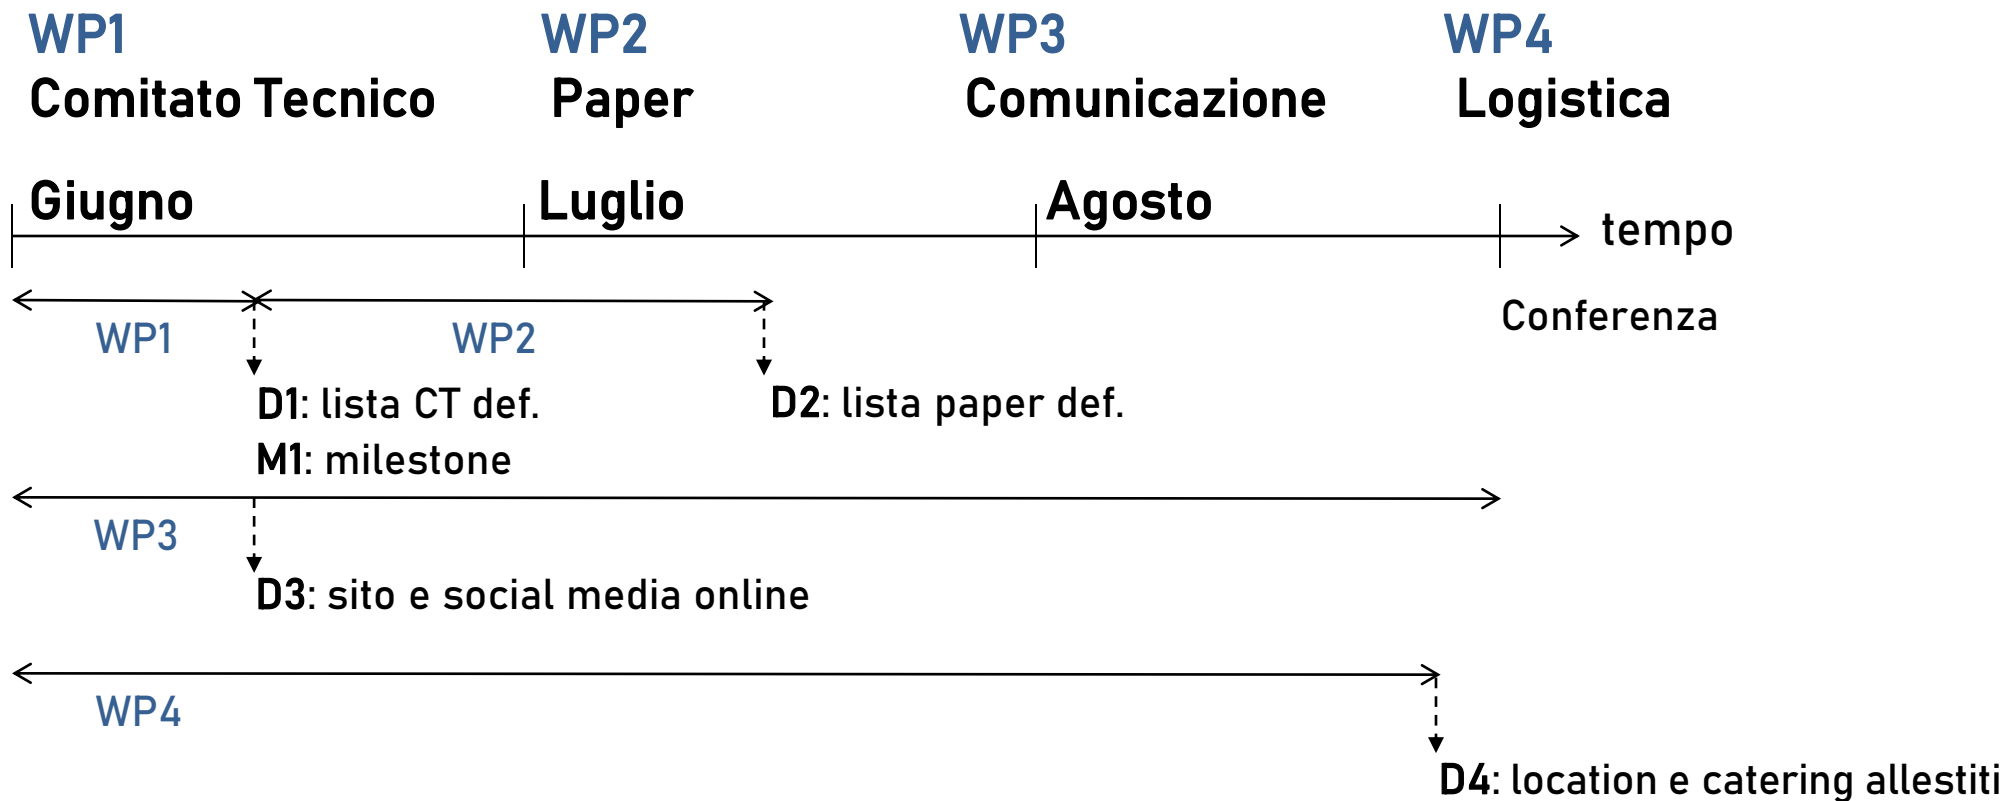 WP1 WP2 WP3 WP4
Comitato Tecnico Paper Comunicazione Logistica
Giugno Luglio Agosto tempo
Conferenza
WP1 WP2
D1: lista CT def. D2: lista paper def.
M1: milestone
WP3
D3: sito e social media online
WP4
D4: location e catering allestiti